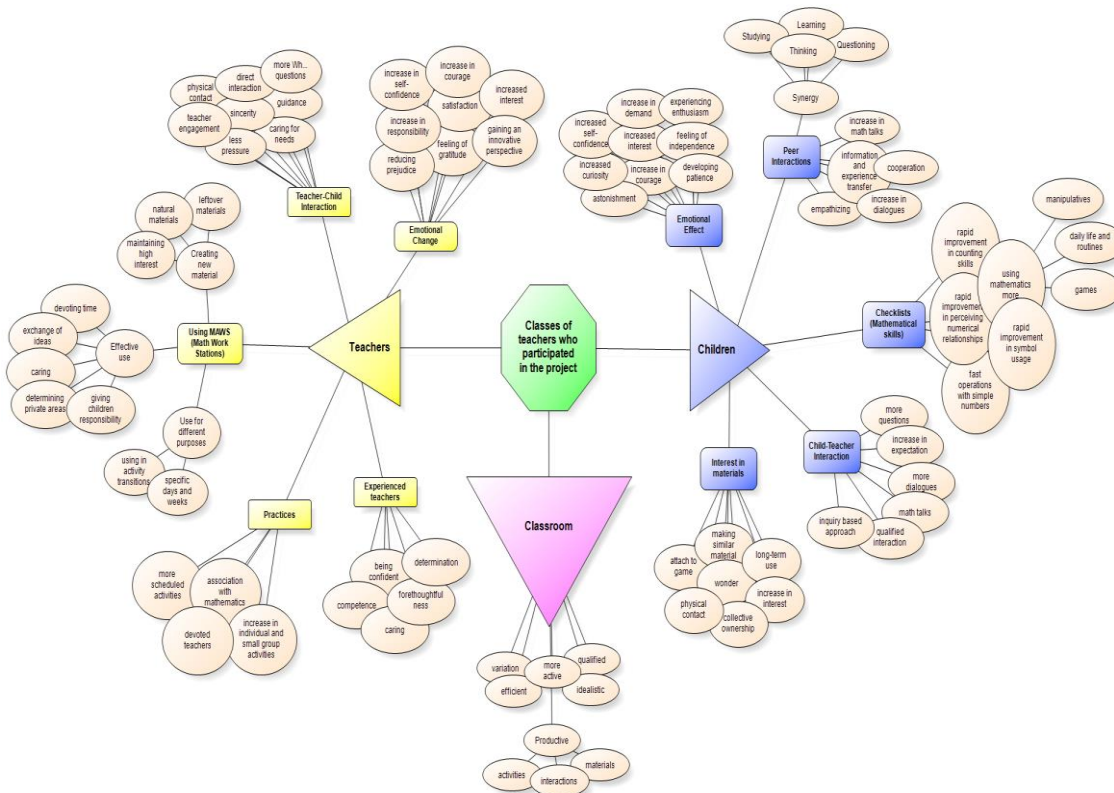 Classes of
teachers who
participated
in the project
Teachers
Teacher-Child
Interaction
physical
contact
direct
interaction
more Wh...
questions
teacher
engagement
sincerity
guidance
less
pressure
caring for
needs
Emotional
Change
increase in
self-
confidence
increase in
courage
increased
interest
satisfaction
increase in
responsibility
feeling of
gratitude
gaining an
innovative
perspective
reducing
prejudice
Using MAWS
(Math Work
Stations)
natural
materials
leftover
materials
maintaining
high
interest
Creating
new
material
devoting time
exchange of
ideas
Effective
use
caring
determining
private areas
giving
children
responsibility
Use for
different
purposes
using in
activity
transitions
specific
days and
weeks
Practices
more
scheduled
activities
association
with
mathematics
devoted
teachers
increase in
individual and
small group
activities
Experienced
teachers
being
confident
determination
competence
forethoughtful
ness
caring
Classroom
variation
more
active
qualified
efficient
idealistic
Productive
activities
interactions
materials
Children
Emotional
Effect
increase in
demand
experiencing
enthusiasm
increased
self-
confidence
increased
interest
feeling of
independence
increased
curiosity
increase in
courage
developing
patience
astonishment
Peer
Interactions
Studying
Learning
Thinking
Questioning
Synergy
increase in
math talks
information
and
experience
transfer
cooperation
empathizing
increase in
dialogues
Checklists
(Mathematical
skills)
rapid
improvement
in counting
skills
using
mathematics
more
manipulatives
daily life and
routines
games
rapid
improvement
in perceiving
numerical
relationships
rapid
improvement
in symbol
usage
fast
operations
with simple
numbers
Child-Teacher
Interaction
more
questions
increase in
expectation
more
dialogues
math talks
qualified
interaction
inquiry based
approach
Interest in
materials
making
similar
material
attach to
game
wonder
long-term
use
physical
contact
increase in
interest
collective
ownership